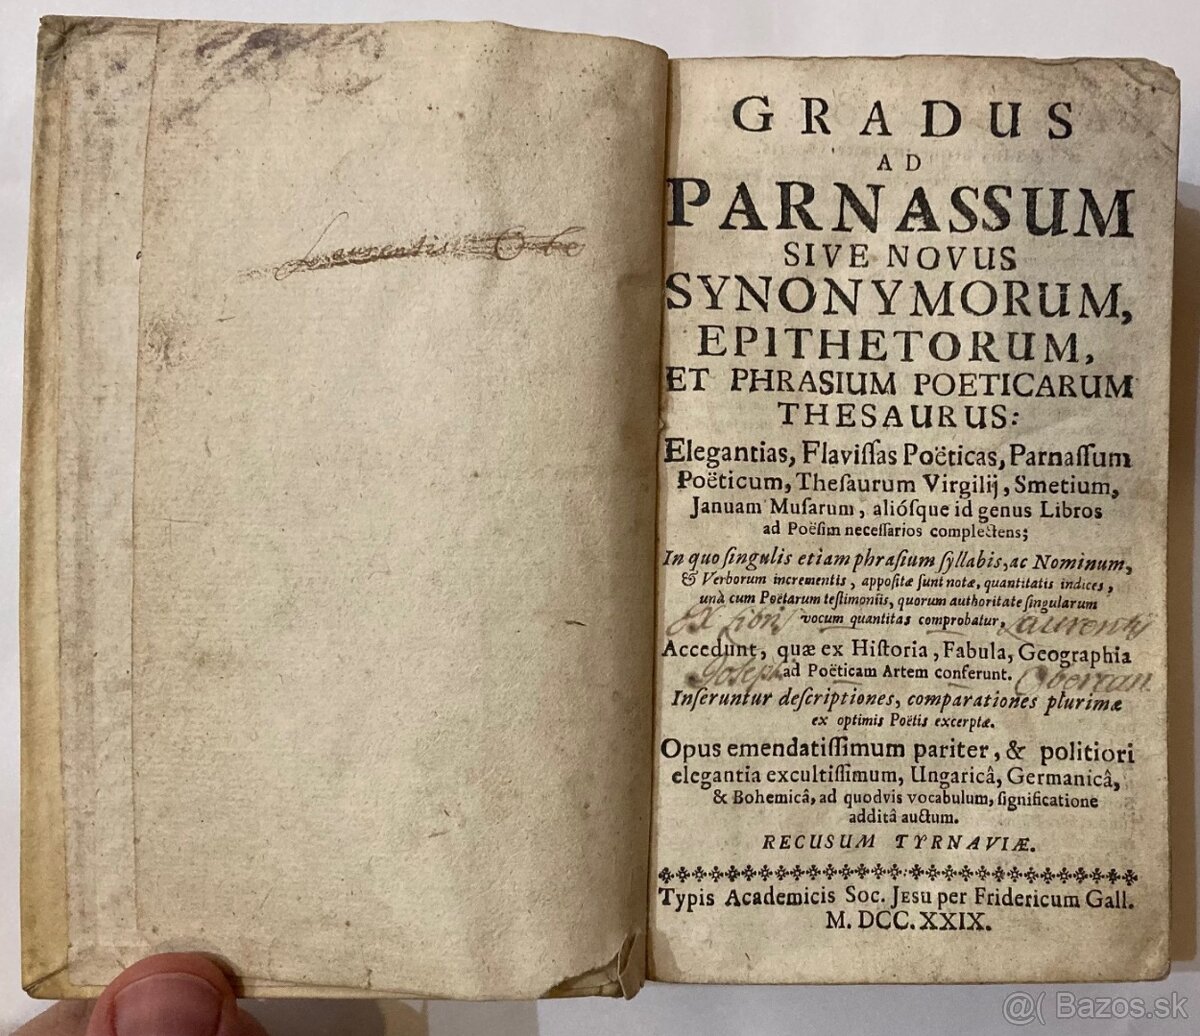 Laurentius
GRADUS
AD
PARNASSUM
SIVE NOVUS
SYNONYMORUM,
EPITHETORUM,
ET PHRASIUM POETICARUM
THESAURUS:
Elegantias, Flaviſſas Poëticas, Parnaſſum
Poëticum, Theſaurum Virgilij, Smetium,
Januam Muſarum, alióſque id genus Libros
ad Poëſim neceſſarios complectens;
In quo ſingulis etiam phraſium ſyllabis, ac Nominum,
& Verborum incrementis, appoſitæ ſunt notæ, quantitatis indices,
unà cum Poëtarum teſtimoniis, quorum authoritate ſingularum
vocum quantitas comprobatur,
Ex Libris Laurentij
Accedunt, quæ ex Hiſtoria, Fabula, Geographia
ad Poëticam Artem conferunt.
Josephi
Inſeruntur deſcriptiones, comparationes plurimæ
ex optimis Poëtis excerptæ.
Opus emendatiſſimum pariter, & politiori
elegantia excultiſſimum, Ungaricâ, Germanicâ,
& Bohemicâ, ad quodvis vocabulum, ſignificatione
additâ auctum.
RECUSUM TYRNAVIÆ.
Typis Academicis Soc. JESU per Fridericum Gall.
M. DCC. XXIX.
@( Bazos.sk